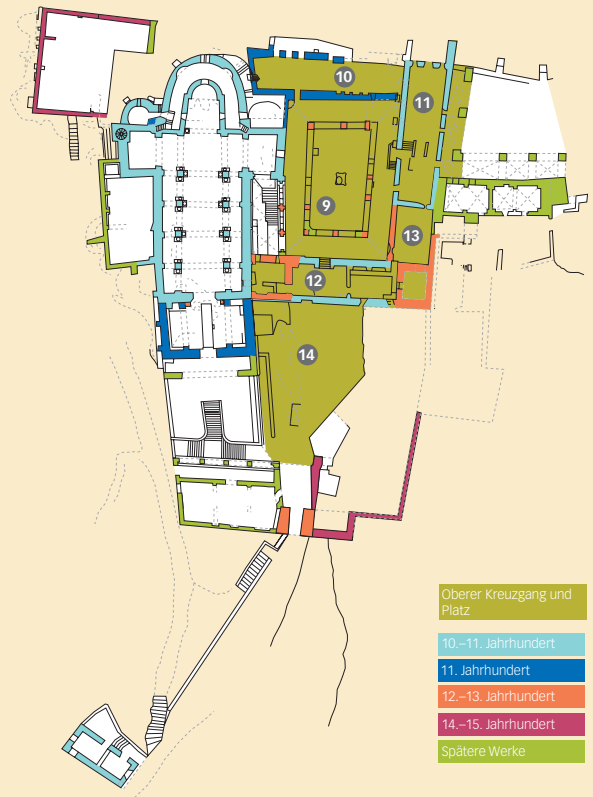 10
11
9
13
12
14
Oberer Kreuzgang und
Platz
10.–11. Jahrhundert
11. Jahrhundert
12.–13. Jahrhundert
14.–15. Jahrhundert
Spätere Werke